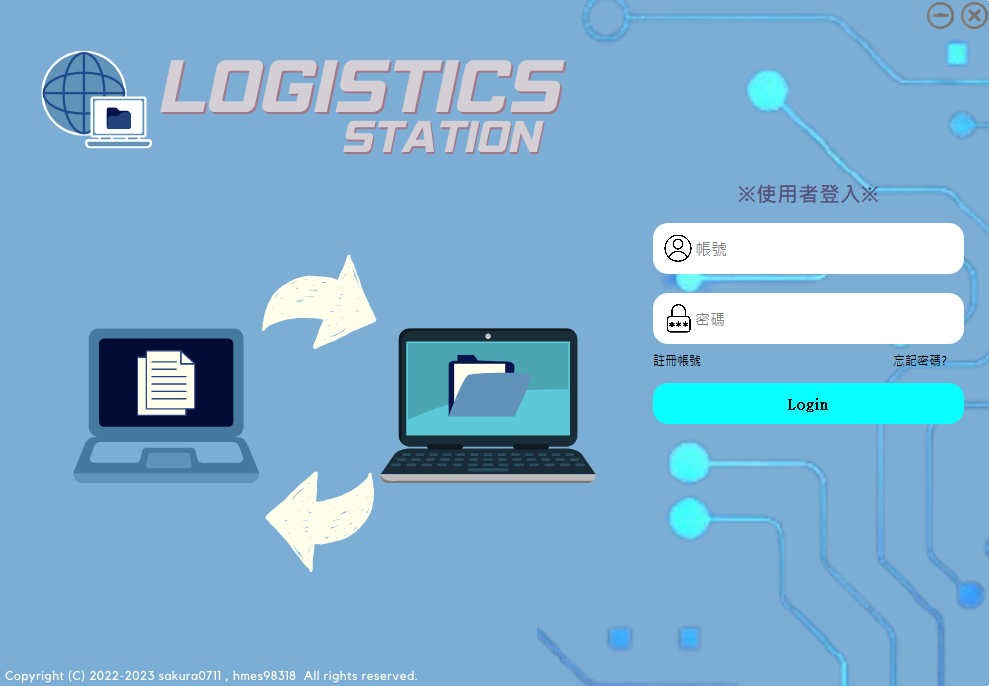 LOGISTICS
STATION
※使用者登入※
帳號
密碼
***
註冊帳號
忘記密碼?
Login
Copyright (C) 2022-2023 sakura0711 , hmes98318 All rights reserved.